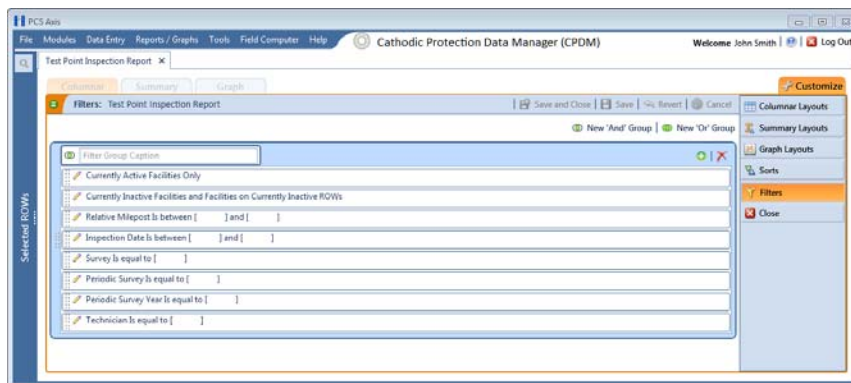 PCS Axis
File Modules Data Entry Reports / Graphs Tools Field Computer Help Cathodic Protection Data Manager (CPDM) Welcome John Smith | Log Out
Test Point Inspection Report X
Columnar Summary Graph Customize
Filters: Test Point Inspection Report Save and Close | Save | Revert | Cancel
New 'And' Group | New 'Or' Group
Filter Group Caption
Currently Active Facilities Only
Currently Inactive Facilities and Facilities on Currently Inactive ROWs
Relative Milepost Is between [ ] and [ ]
Inspection Date Is between [ ] and [ ]
Survey Is equal to [ ]
Periodic Survey Is equal to [ ]
Periodic Survey Year Is equal to [ ]
Technician Is equal to [ ]
Columnar Layouts
Summary Layouts
Graph Layouts
Sorts
Filters
Close
Selected ROWs